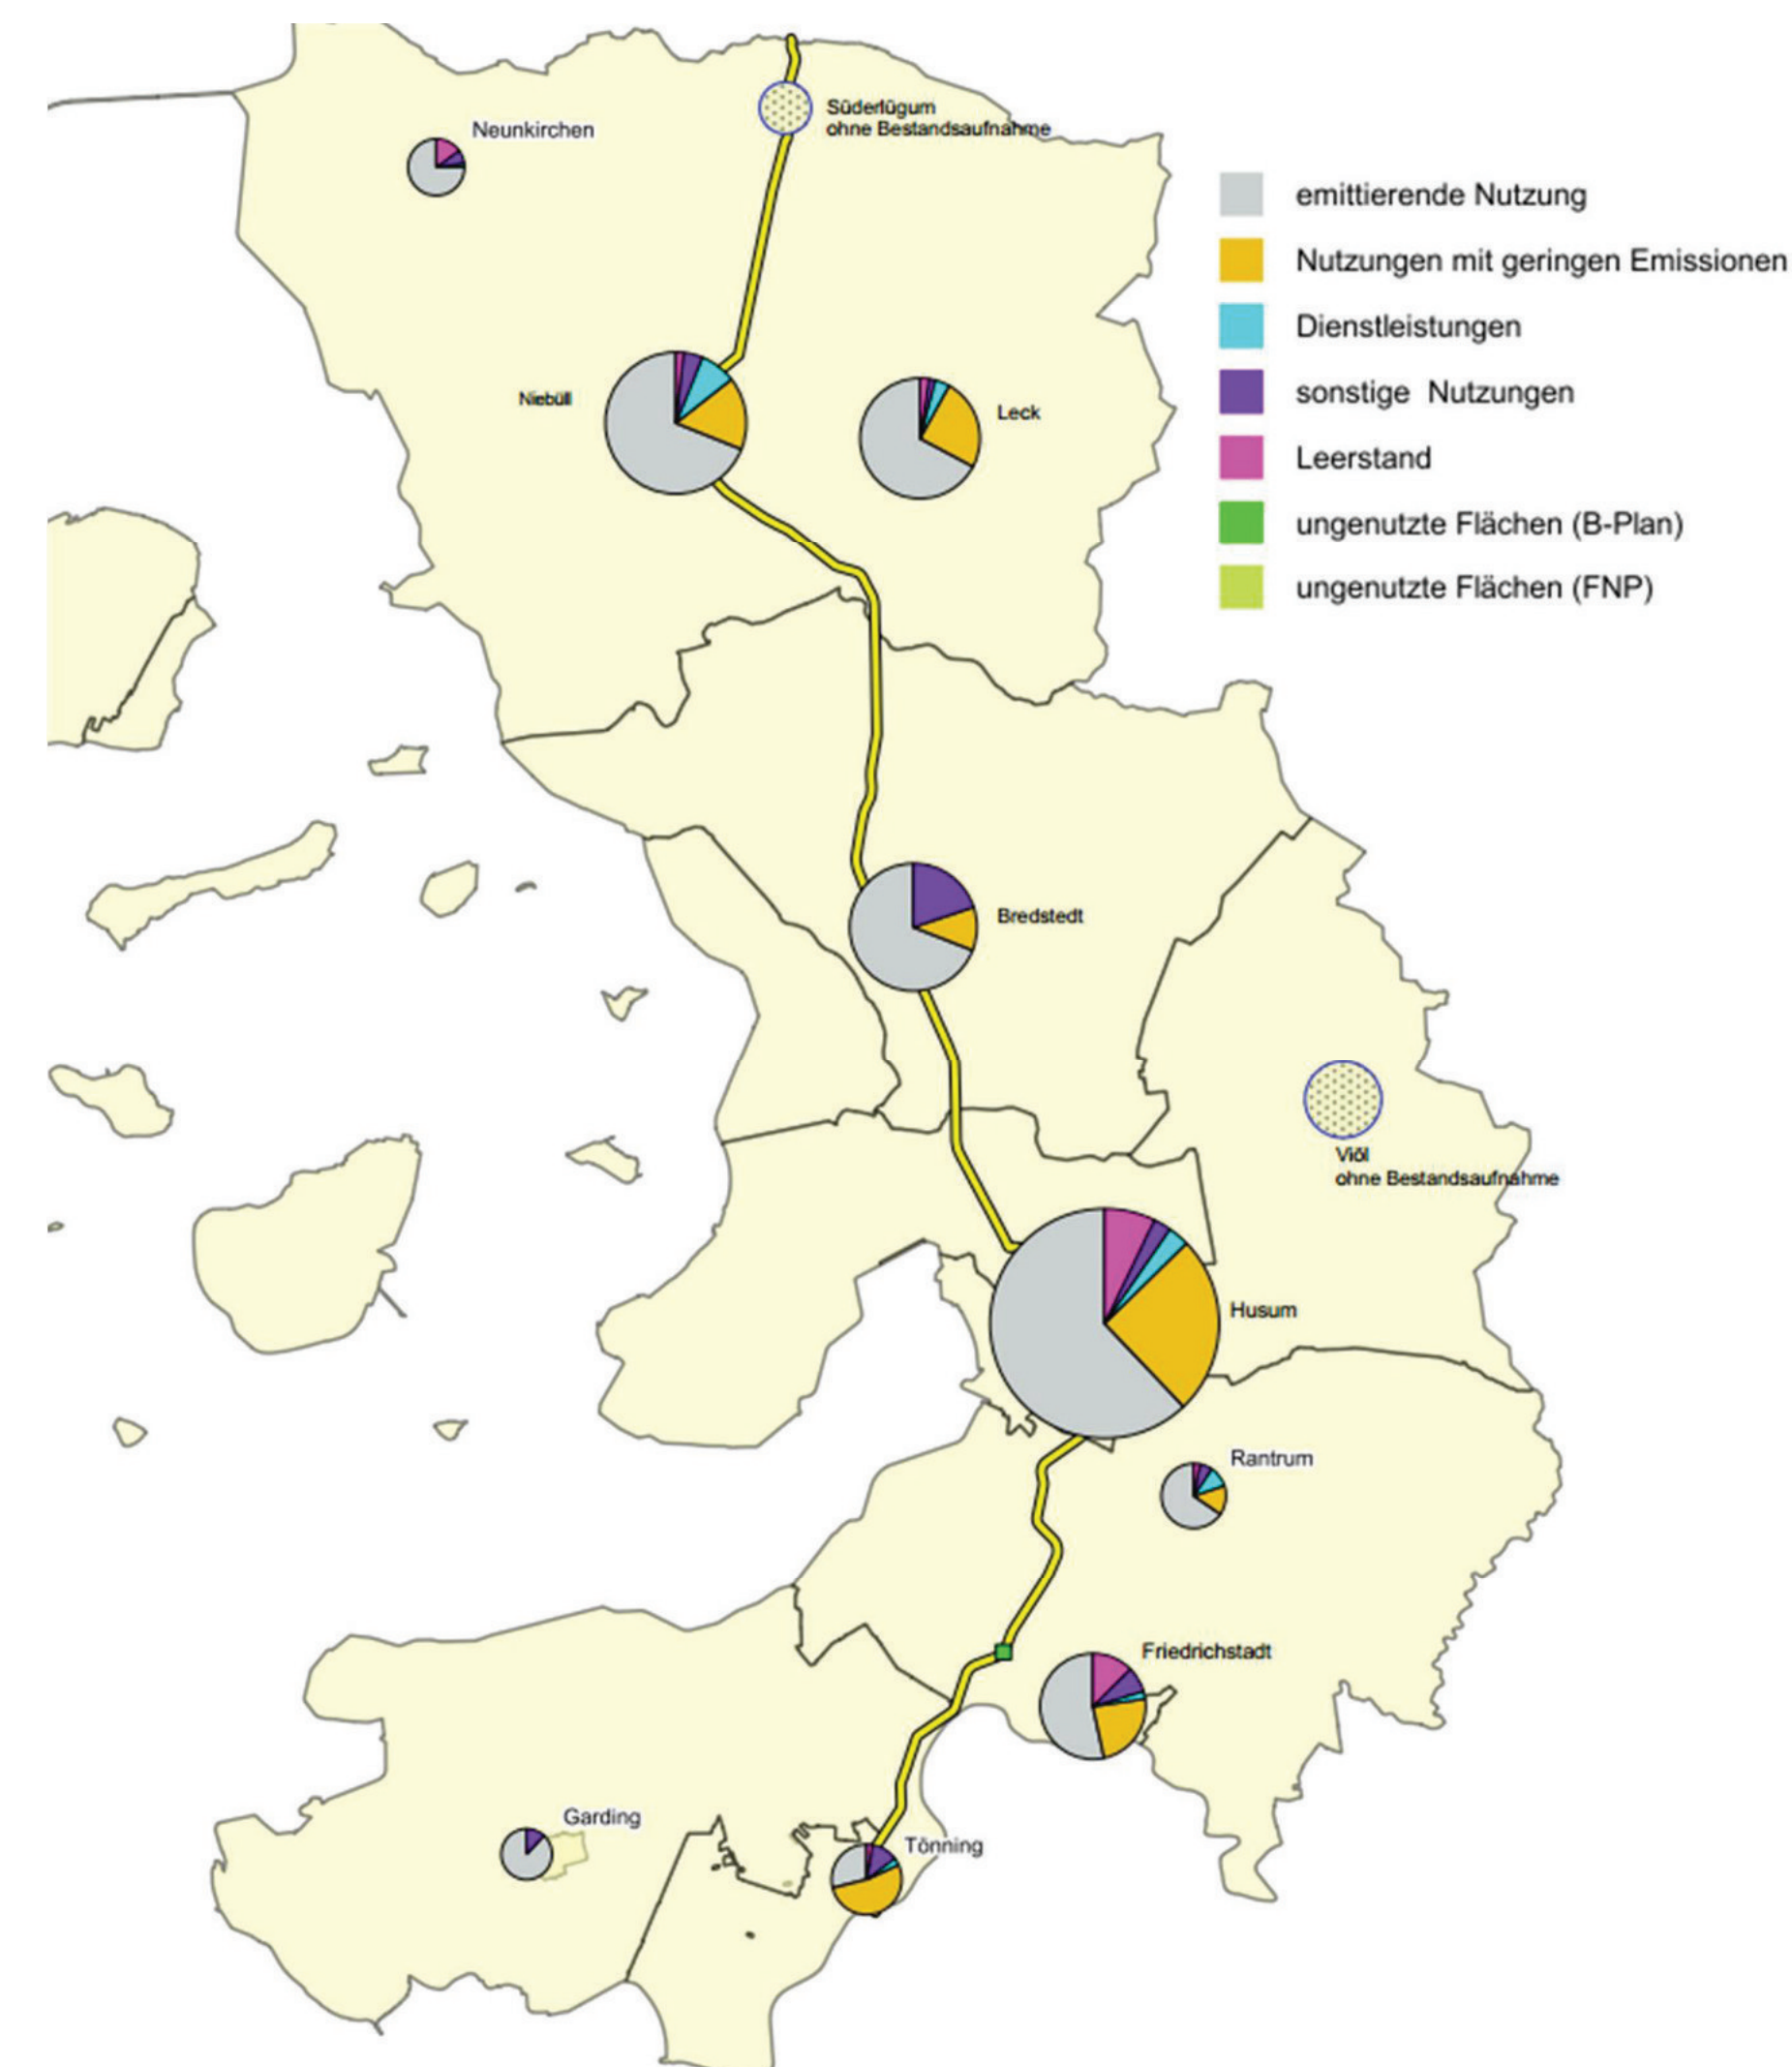 Süderlügum
ohne Bestandsaufnahme
Neunkirchen
emittierende Nutzung
Nutzungen mit geringen Emissionen
Dienstleistungen
sonstige Nutzungen
Leerstand
ungenutzte Flächen (B-Plan)
ungenutzte Flächen (FNP)
Niebüll
Leck
Bredstedt
Viöl
ohne Bestandsaufnahme
Husum
Rantrum
Friedrichstadt
Garding
Tönning